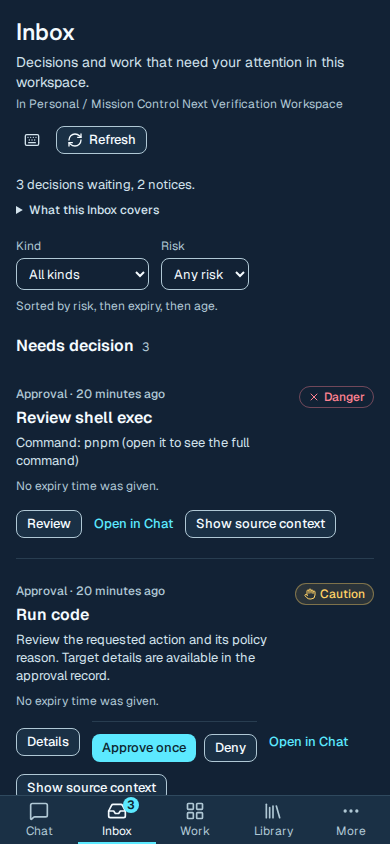 Inbox
Decisions and work that need your attention in this
workspace.
In Personal / Mission Control Next Verification Workspace
Refresh
3 decisions waiting, 2 notices.
What this Inbox covers
Kind Risk
All kinds Any risk
Sorted by risk, then expiry, then age.
Needs decision 3
Approval · 20 minutes ago Danger
Review shell exec
Command: pnpm (open it to see the full
command)
No expiry time was given.
Review Open in Chat Show source context
Approval · 20 minutes ago Caution
Run code
Review the requested action and its policy
reason. Target details are available in the
approval record.
No expiry time was given.
Details Approve once Deny Open in Chat
Show source context
3
Chat Inbox Work Library More